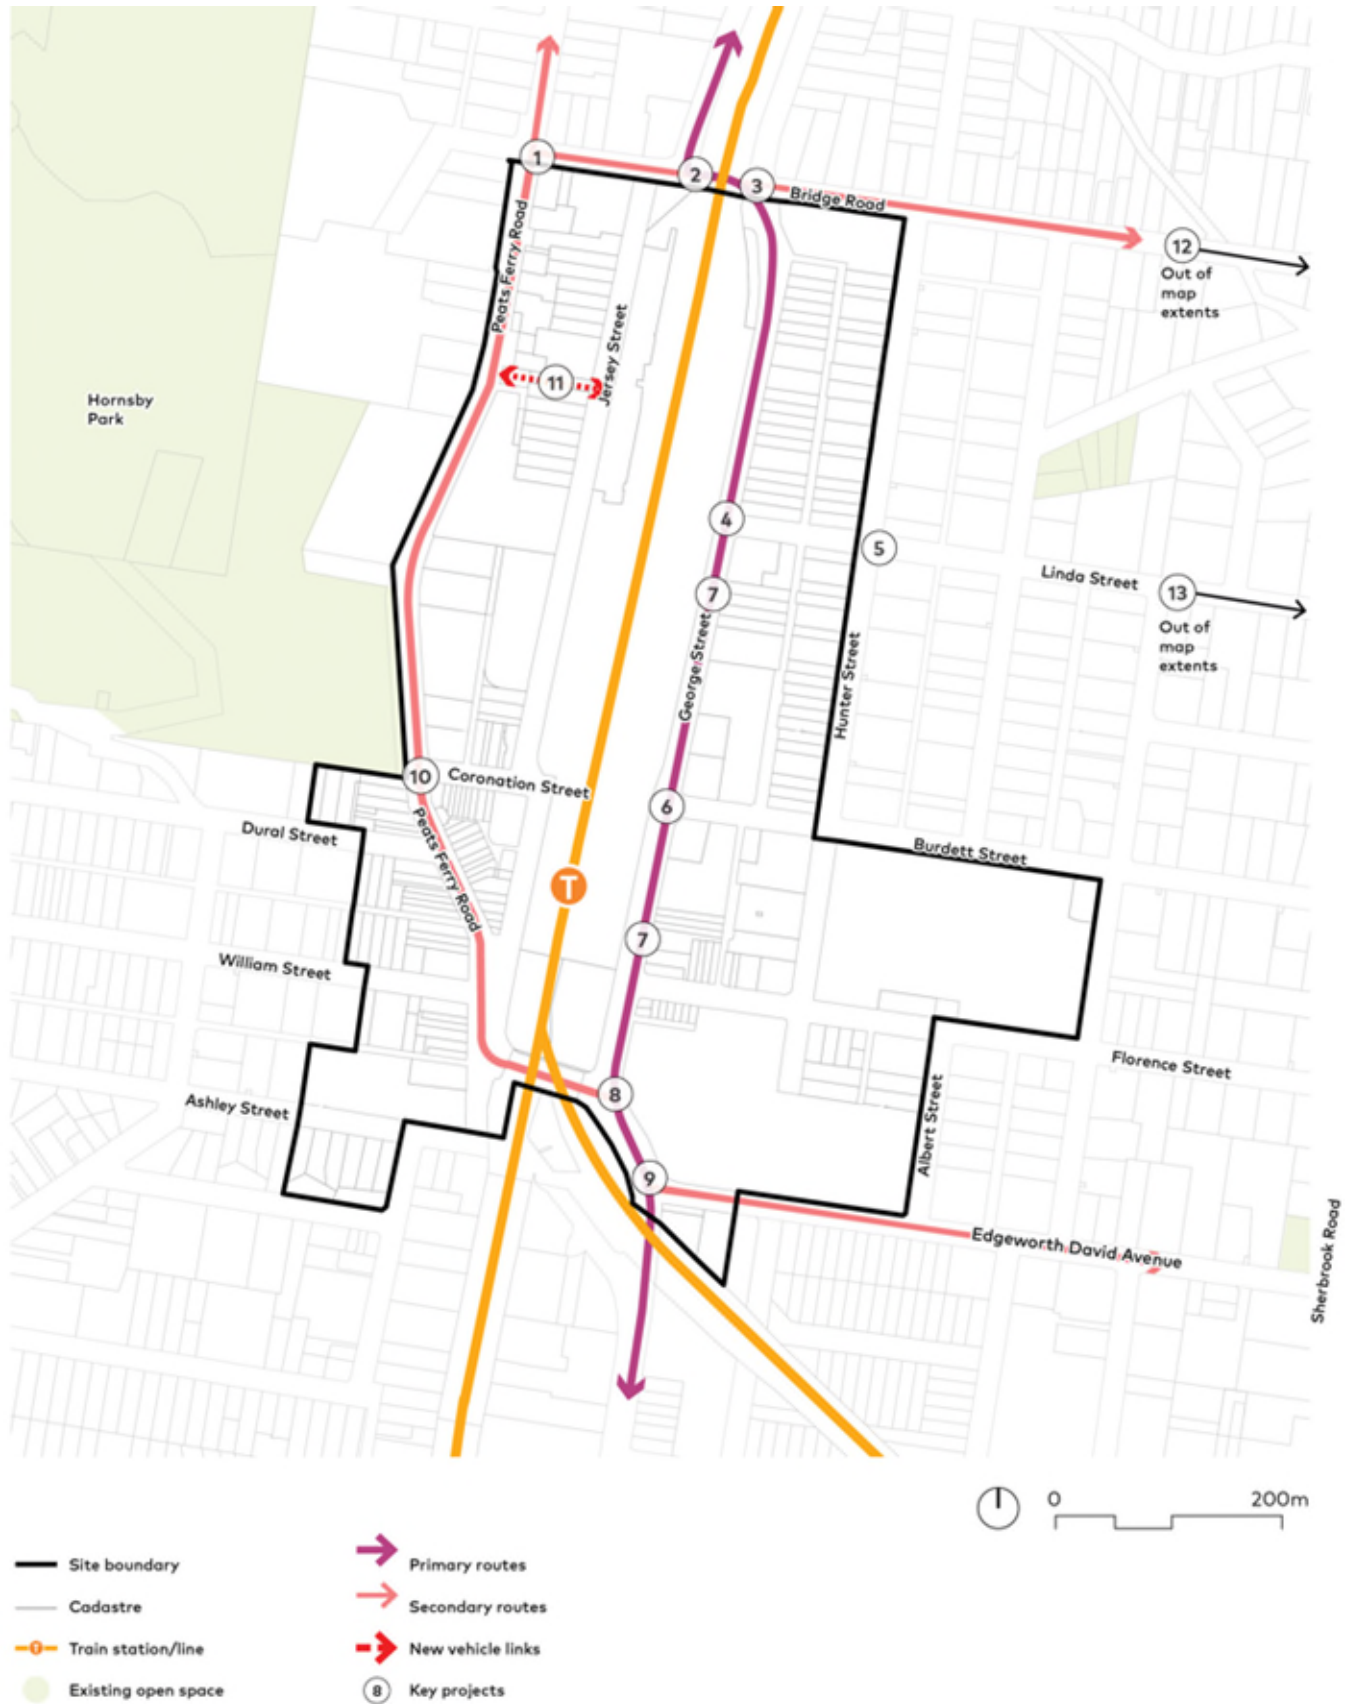 1
2
3
Bridge Road
12
Out of
map
extents
Peats Ferry Road
Jersey Street
11
Hornsby
Park
4
5
Linda Street
13
Out of
map
extents
7
George Street
Hunter Street
10
Coronation Street
6
Dural Street
Peats Ferry Road
Burdett Street
T
7
William Street
Florence Street
Ashley Street
8
Albert Street
9
Edgeworth David Avenue
Sherbrook Road
0 200m
Site boundary
Primary routes
Cadastre
Secondary routes
T
Train station/line
New vehicle links
Existing open space
8
Key projects